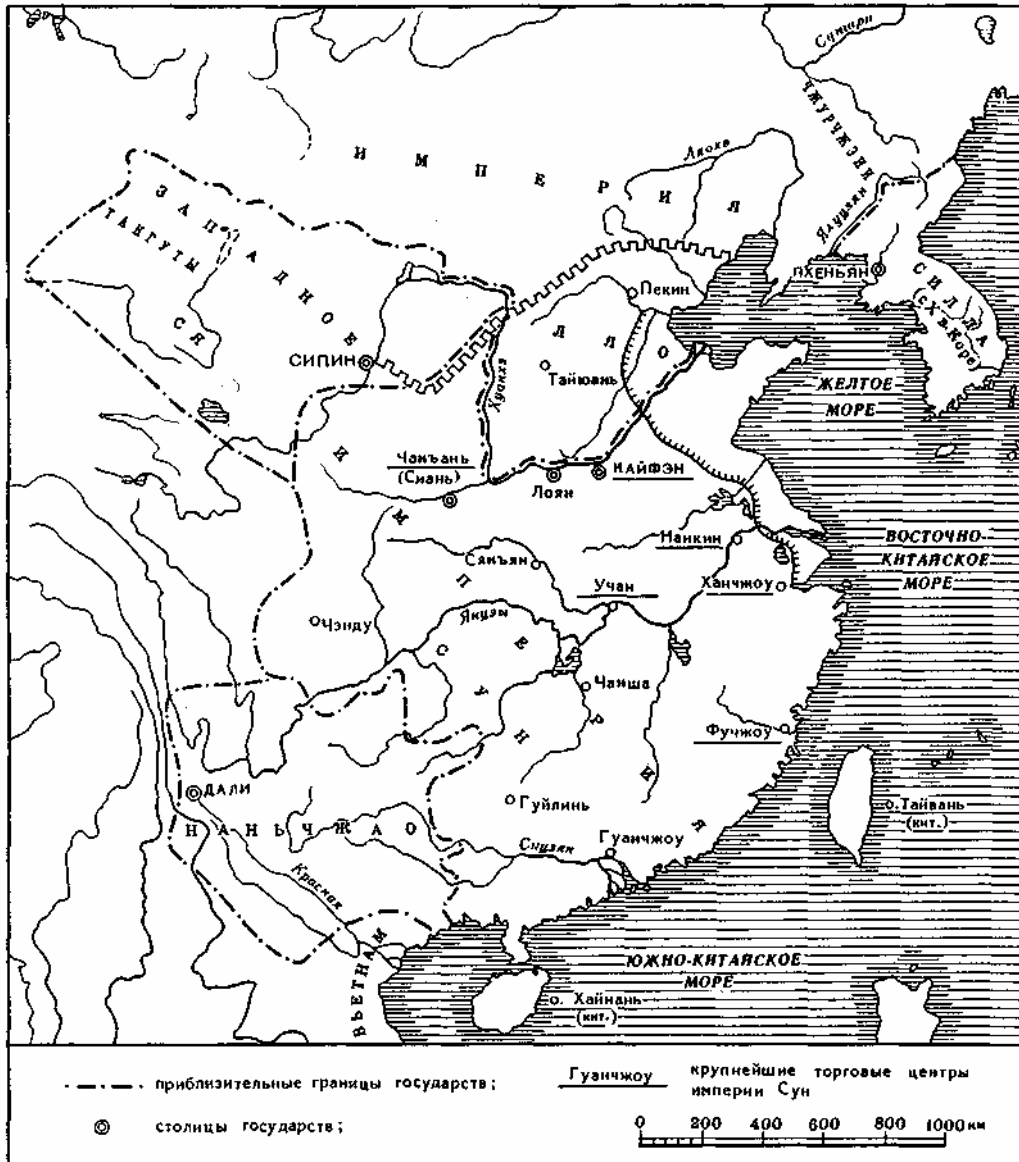 Сунгари
ЧЖУРЧЖЭНИ
ИМПЕРИЯ
Ляохэ
ЗАПАДНОЕ
ТАНГУТЫ
СЯ
Ялуцзян
ПХЕНЬЯН
СИЛЛА
(с X в. Коре)
Пекин
ЛЯО
СИПИН
Тайюань
Хуанхэ
ЖЕЛТОЕ
МОРЕ
Чанъань
(Сиань)
Лоян
КАЙФЭН
ИМПЕРИЯ
Нанкин
ВОСТОЧНО-
КИТАЙСКОЕ
МОРЕ
Сянъян
Учан
Ханчжоу
Чэнду
Янцзы
СУН
Чанша
Фучжоу
ДАЛИ
Гуйлинь
о. Тайвань
(кит.)
НАНЬЧЖАО
Гуанчжоу
Сицзян
Красная
ВЬЕТНАМ
ЮЖНО-КИТАЙСКОЕ
МОРЕ
о. Хайнань
(кит.)
приблизительные границы государств;
столицы государств;
Гуанчжоу
крупнейшие торговые центры
империи Сун
0 200 400 600 800 1000 км